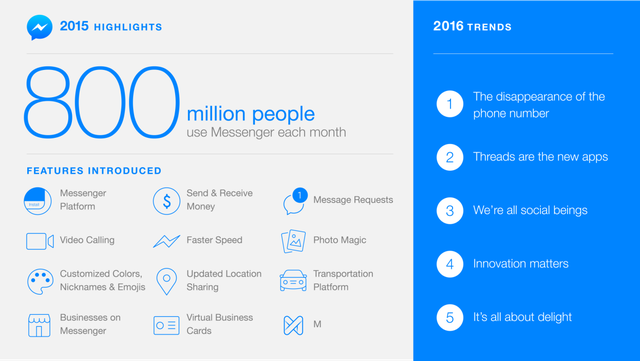 2015 HIGHLIGHTS
800
million people
use Messenger each month
FEATURES INTRODUCED
Messenger
Platform
Send & Receive
Money
1
Message Requests
Video Calling
Faster Speed
Photo Magic
Customized Colors,
Nicknames & Emojis
Updated Location
Sharing
Transportation
Platform
Businesses on
Messenger
Virtual Business
Cards
M
2016 TRENDS
1 The disappearance of the
phone number
2 Threads are the new apps
3 We're all social beings
4 Innovation matters
5 It's all about delight